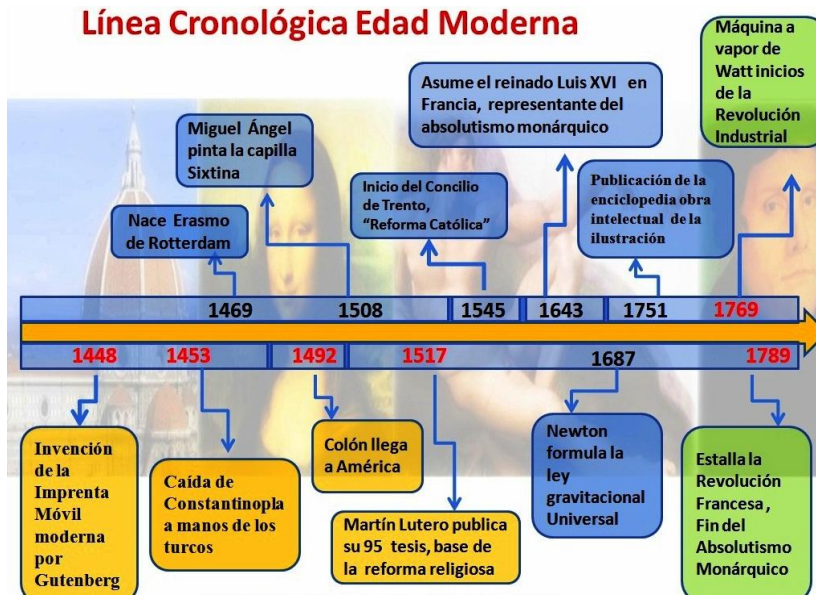 Línea Cronológica Edad Moderna
Máquina a
vapor de
Watt inicios
de la
Revolución
Industrial
Asume el reinado Luis XVI en
Francia, representante del
absolutismo monárquico
Miguel Ángel
pinta la capilla
Sixtina
Inicio del Concilio
de Trento,
“Reforma Católica”
Publicación de la
enciclopedia obra
intelectual de la
ilustración
Nace Erasmo
de Rotterdam
1469
1508
1545
1643
1751
1769
1448
1453
1492
1517
1687
1789
Invención
de la
Imprenta
Móvil
moderna
por
Gutenberg
Caída de
Constantinopla
a manos de los
turcos
Colón llega
a América
Martín Lutero publica
su 95 tesis, base de
la reforma religiosa
Newton
formula la
ley
gravitacional
Universal
Estalla la
Revolución
Francesa ,
Fin del
Absolutismo
Monárquico